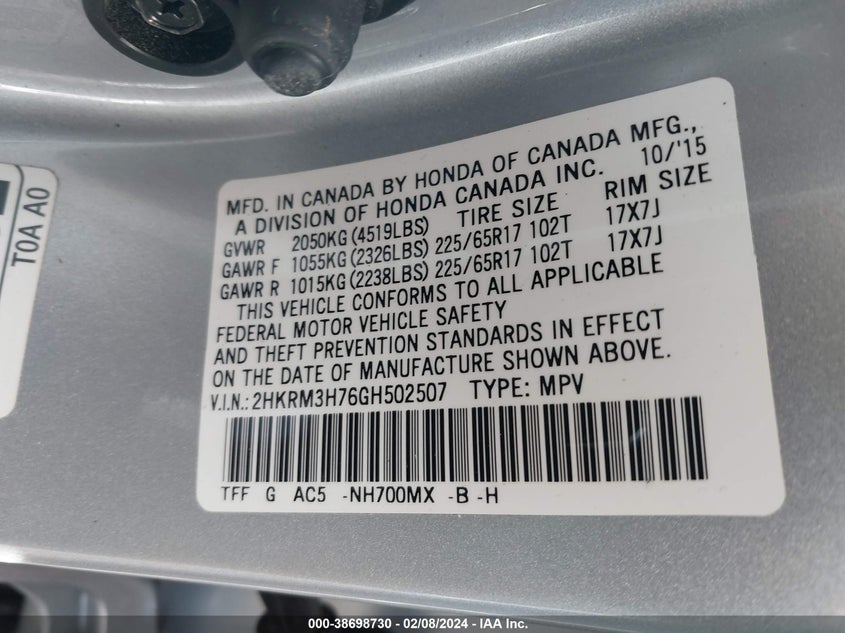 MFD. IN CANADA BY HONDA OF CANADA MFG.,
A DIVISION OF HONDA CANADA INC. 10/'15
GVWR 2050KG (4519LBS) TIRE SIZE RIM SIZE
GAWR F 1055KG (2326LBS) 225/65R17 102T 17X7J
GAWR R 1015KG (2238LBS) 225/65R17 102T 17X7J
THIS VEHICLE CONFORMS TO ALL APPLICABLE
FEDERAL MOTOR VEHICLE SAFETY
AND THEFT PREVENTION STANDARDS IN EFFECT
ON THE DATE OF MANUFACTURE SHOWN ABOVE.
V.I.N.: 2HKRM3H76GH502507 TYPE: MPV
TFF G AC5 -NH700MX -B -H
T0A A0
000-38698730 - 02/08/2024 - IAA Inc.